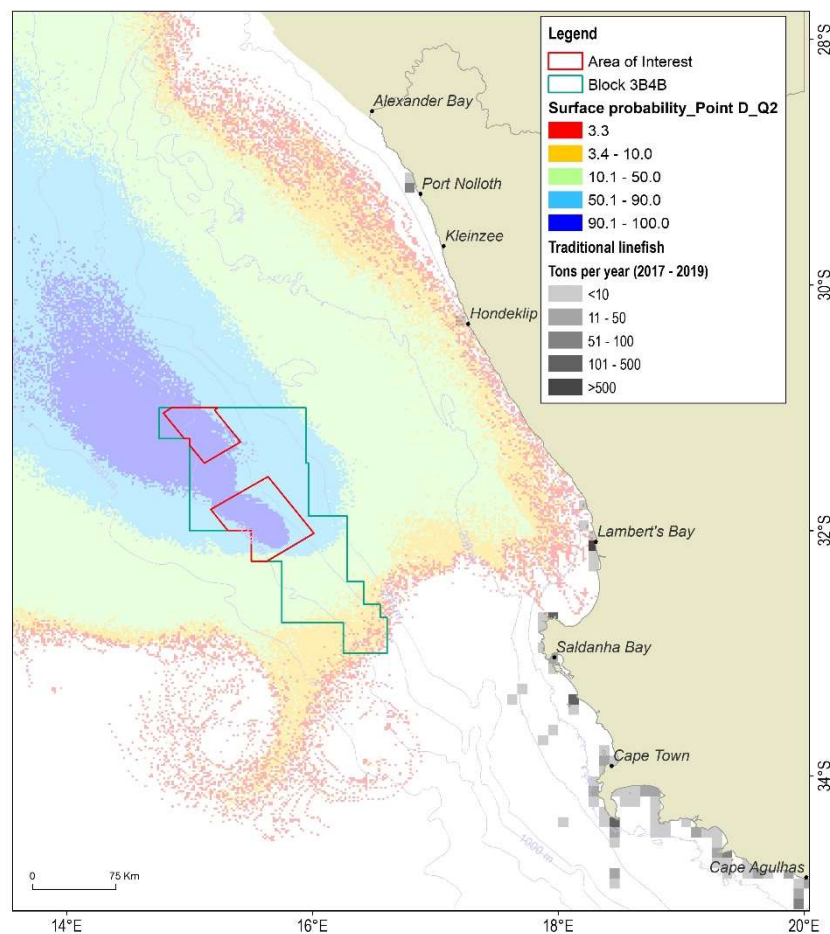 Legend
Area of Interest
Block 3B4B
Surface probability_Point D_Q2
3.3
3.4 - 10.0
10.1 - 50.0
50.1 - 90.0
90.1 - 100.0
Traditional linefish
Tons per year (2017 - 2019)
<10
11 - 50
51 - 100
101 - 500
>500
28°S
Alexander Bay
Port Nolloth
Kleinzee
30°S
Hondeklip
32°S
Lambert's Bay
Saldanha Bay
Cape Town
34°S
1000 m
Cape Agulhas
0 75 Km
14°E 16°E 18°E 20°E